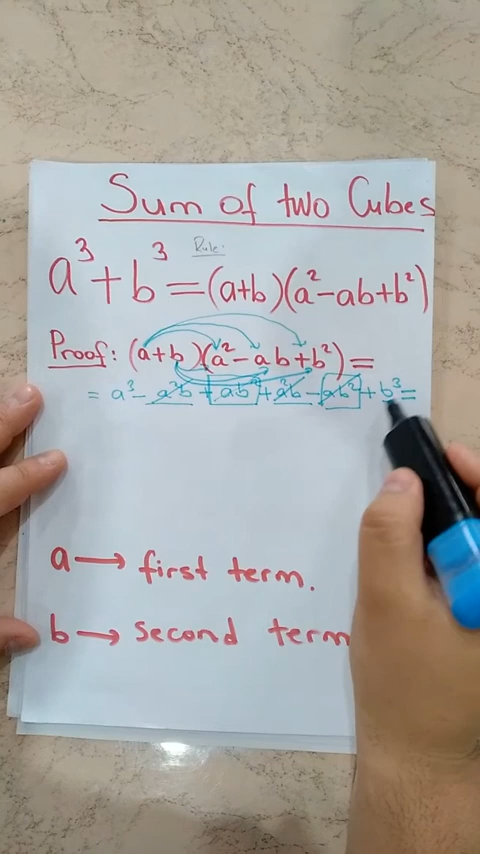 Sum of two Cubes
Rule:
a³+b³=(a+b)(a²-ab+b²)
Proof: (a+b)(a²-ab+b²)=
= a³- a²b + ab² + a²b - ab² + b³=
a → first term.
b → second term